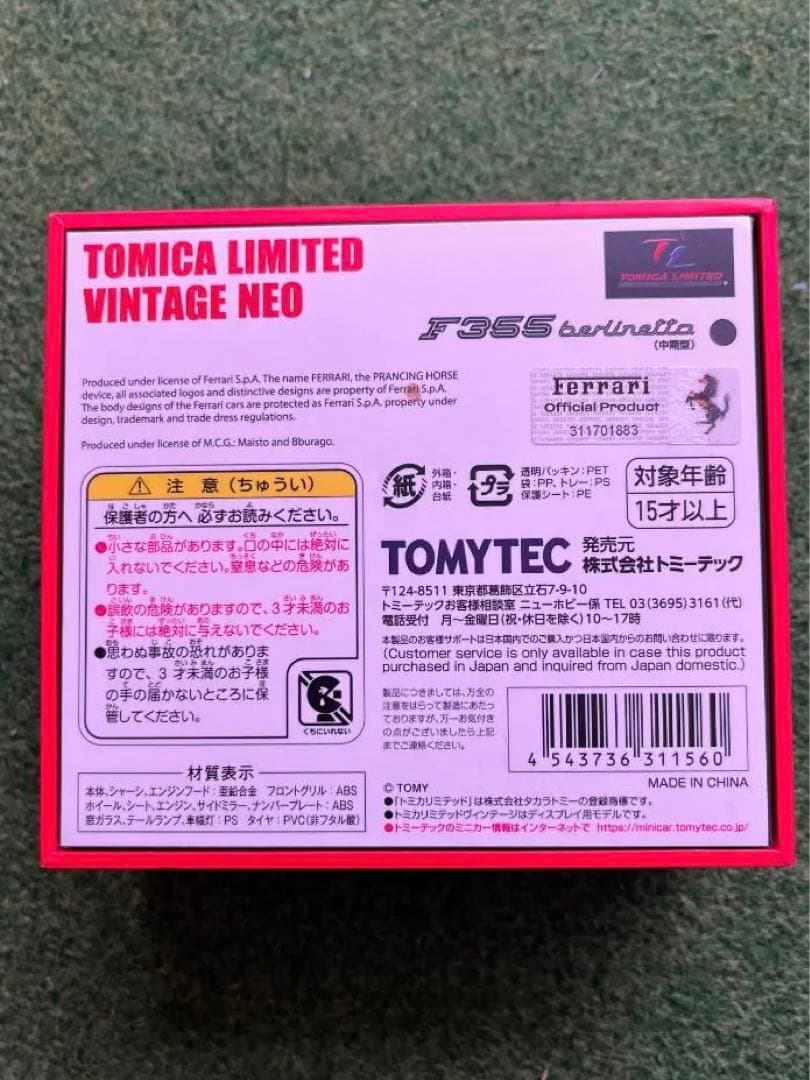 TOMICA LIMITED
VINTAGE NEO
TL
TOMICA LIMITED
F355 berlinetta
(中期型)
Produced under license of Ferrari S.p.A. The name FERRARI, the PRANCING HORSE
device, all associated logos and distinctive designs are property of Ferrari S.p.A.
The body designs of the Ferrari cars are protected as Ferrari S.p.A. property under
design, trademark and trade dress regulations.
Produced under license of M.C.G.: Maisto and Bburago.
Ferrari
Official Product
311701883
注 意（ちゅうい）
保護者の方へ 必ずお読みください。
●小さな部品があります。口の中には絶対に
入れないでください。窒息などの危険があ
ります。
●誤飲の危険がありますので、3才未満のお
子様には絶対に与えないでください。
●思わぬ事故の恐れがありま
すので、3才未満のお子様
の手の届かないところに保
管してください。
くちにいれない
紙
外箱・
内箱・
台紙
プラ
透明パッキン:PET
袋:PP、トレー:PS
保護シート:PE
対象年齢
15才以上
TOMYTEC
発売元
株式会社トミーテック
〒124-8511 東京都葛飾区立石7-9-10
トミーテックお客様相談室 ニューホビー係 TEL 03(3695)3161(代)
電話受付 月〜金曜日(祝・休日を除く)10〜17時
本製品のお客様サポートは日本国内でのご購入かつ日本国内からのお問い合わせに限ります。
(Customer service is only available in case this product
purchased in Japan and inquired from Japan domestic.)
製品につきましては、万全の
注意をはらって製造にあたっ
ておりますが、万一お気付き
の点がございましたら上記
までご連絡ください。
4 543736 311560
MADE IN CHINA
材質表示
本体、シャーシ、エンジンフード：亜鉛合金 フロントグリル：ABS
ホイール、シート、エンジン、サイドミラー、ナンバープレート：ABS
窓ガラス、テールランプ、車幅灯：PS タイヤ：PVC(非フタル酸)
© TOMY
●「トミカリミテッド」は株式会社タカラトミーの登録商標です。
●トミカリミテッドヴィンテージはディスプレイ用モデルです。
●トミーテックのミニカー情報はインターネットで https://minicar.tomytec.co.jp/